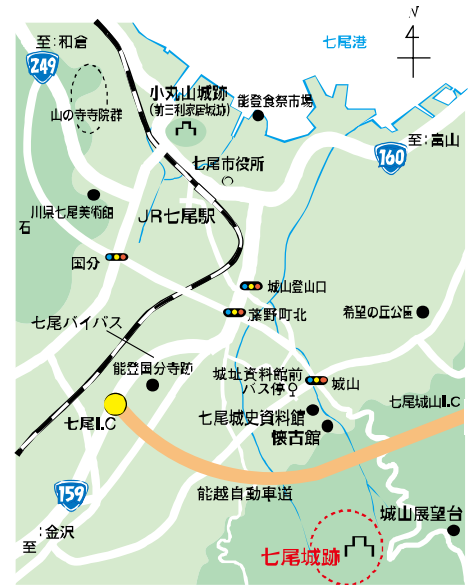 N
七尾港
至:和倉
249
小丸山城跡
(前田利家居城跡)
能登食祭市場
山の寺寺院群
至:富山
160
七尾市役所
石川県七尾美術館
JR七尾駅
国分
城山登山口
藤野町北
希望の丘公園
七尾バイパス
能登国分寺跡
城址資料館前
バス停
城山
七尾城山I.C
七尾I.C
七尾城史資料館
懐古館
159
能越自動車道
城山展望台
至:金沢
七尾城跡